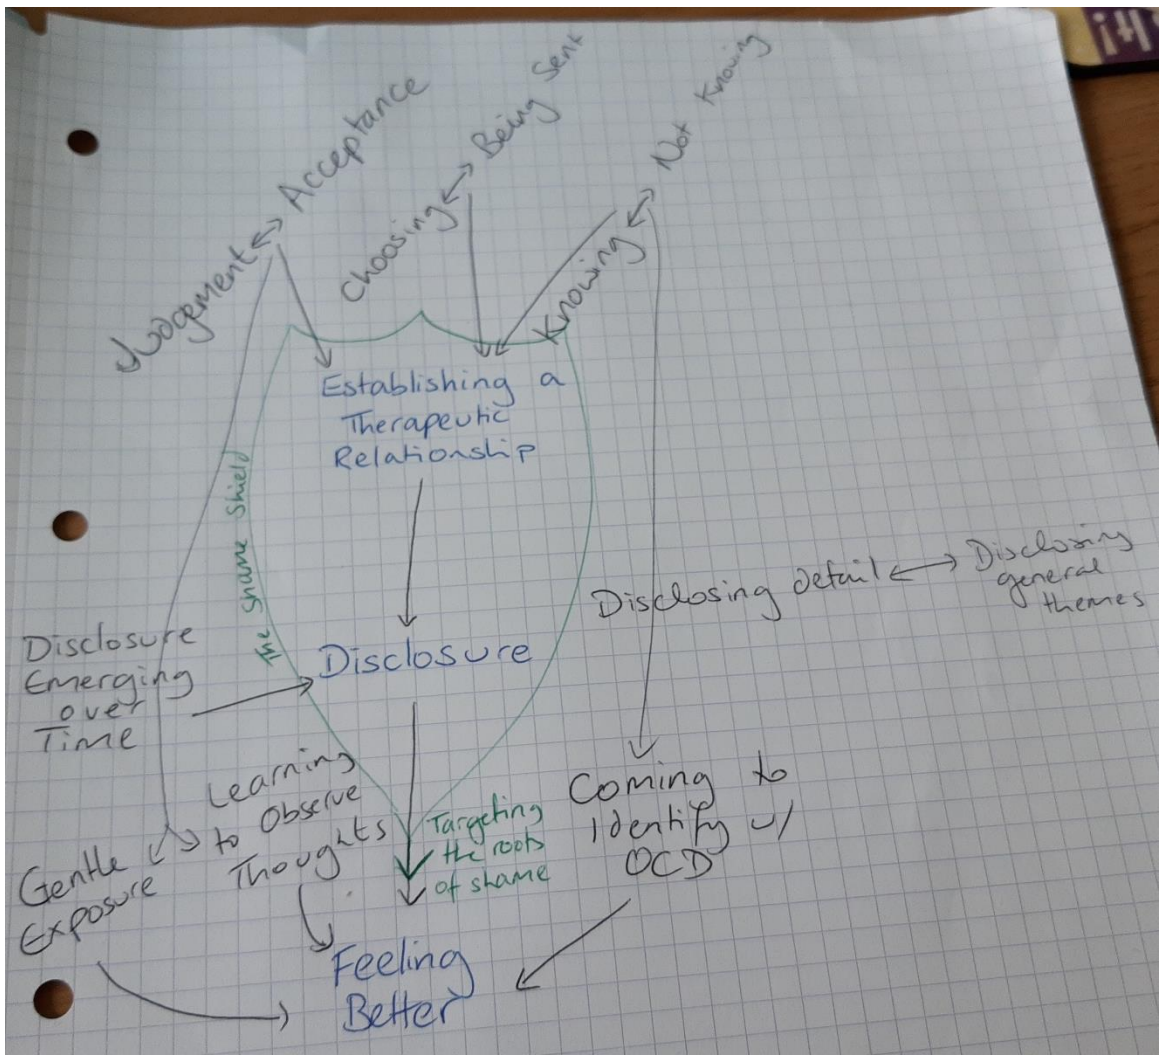 Judgement ↔ Acceptance
Choosing ↔ Being Sent
Knowing ↔ Not Knowing
Establishing a
Therapeutic
Relationship
The Shame Shield
Disclosing detail ↔ Disclosing
general
themes
Disclosure
Emerging
over
Time
Disclosure
Learning
to Observe
Thoughts
Targeting
the roots
of shame
Coming to
Identify w/
OCD
Gentle
Exposure
Feeling
Better